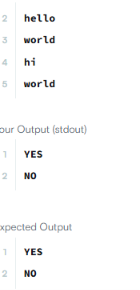 2 hello
3 world
4 hi
5 world
our Output (stdout)
1 YES
2 NO
xpected Output
1 YES
2 NO